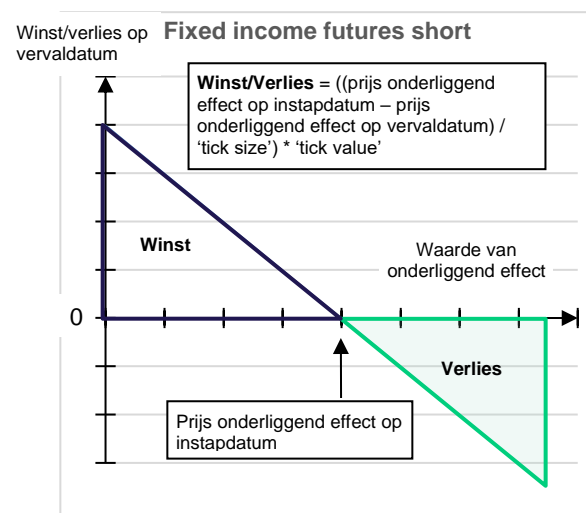 Winst/verlies op
vervaldatum
Fixed income futures short
Winst/Verlies = ((prijs onderliggend
effect op instapdatum – prijs
onderliggend effect op vervaldatum) /
‘tick size’) * ‘tick value’
Winst
Waarde van
onderliggend effect
0
Verlies
Prijs onderliggend effect op
instapdatum